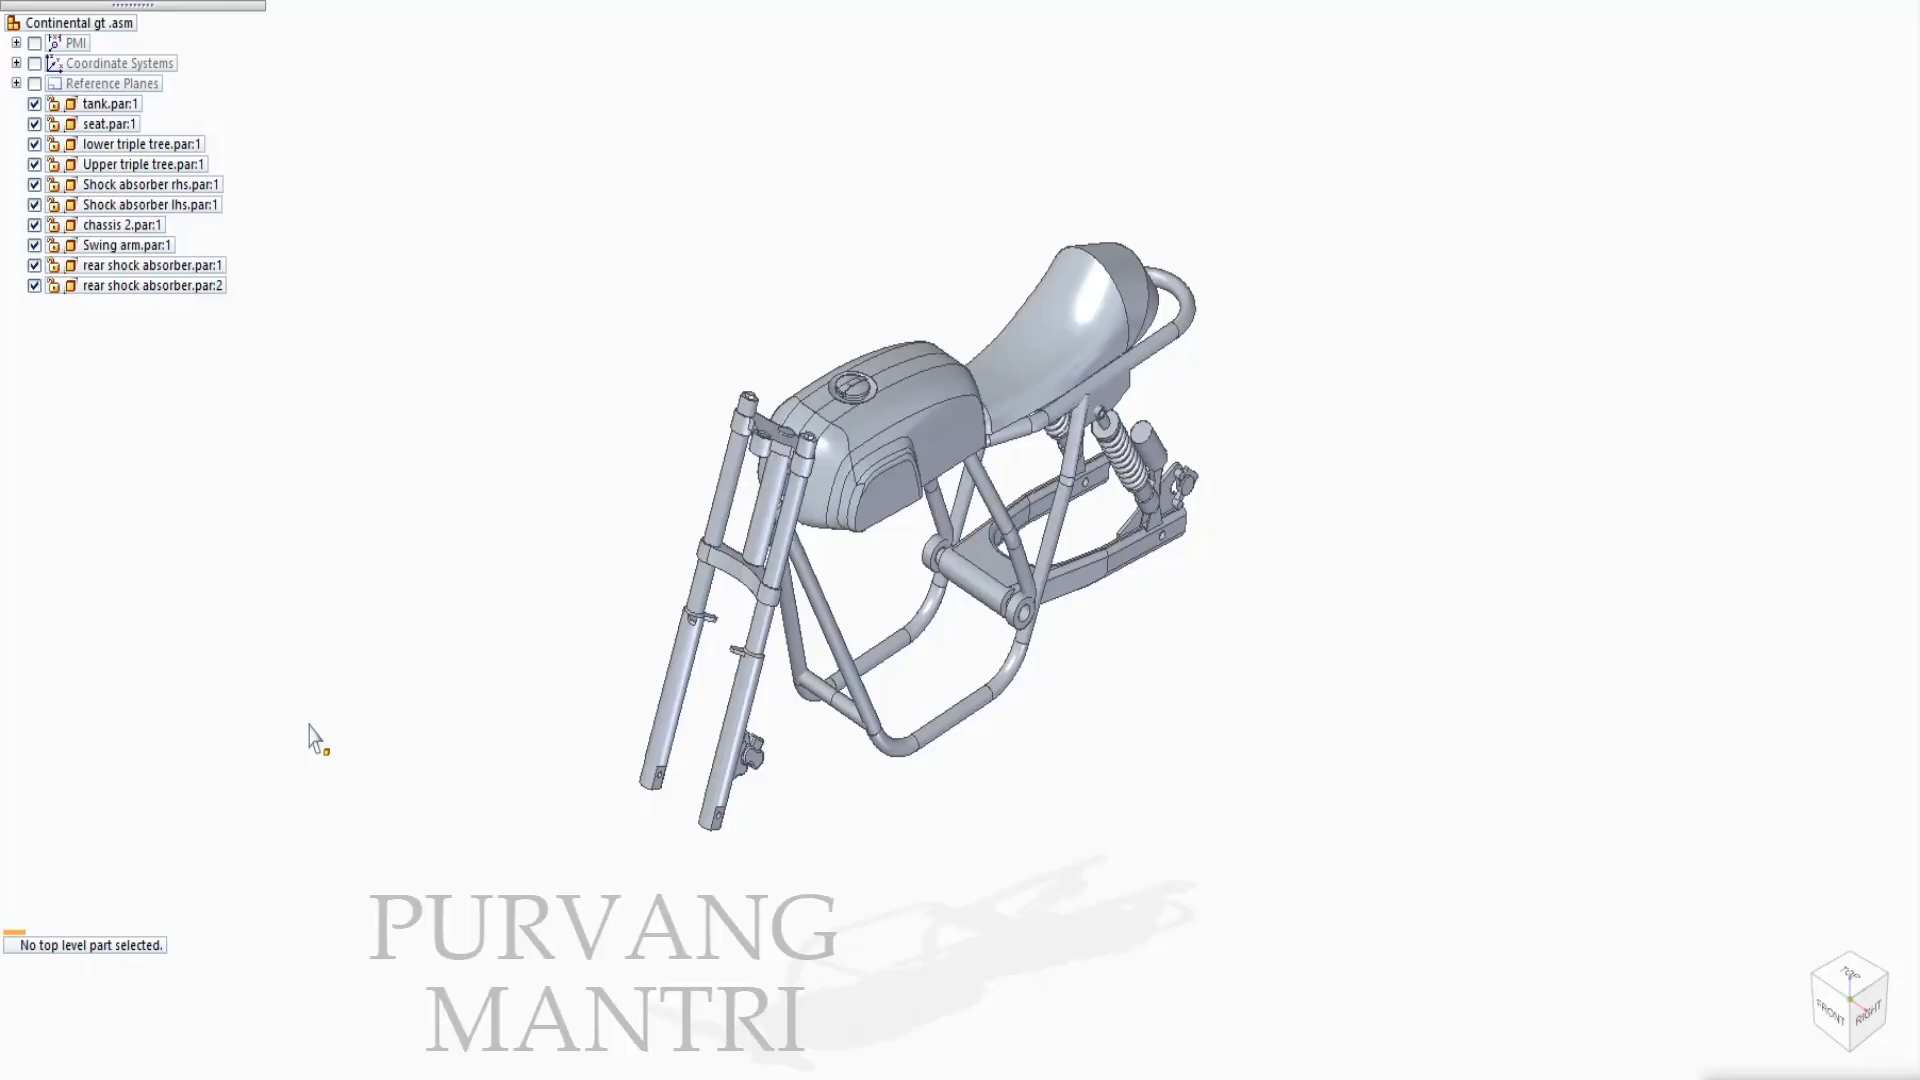 Continental gt .asm
PMI
Coordinate Systems
Reference Planes
tank.par:1
seat.par:1
lower triple tree.par:1
Upper triple tree.par:1
Shock absorber rhs.par:1
Shock absorber lhs.par:1
chassis 2.par:1
Swing arm.par:1
rear shock absorber.par:1
rear shock absorber.par:2
No top level part selected.
PURVANG
MANTRI
TOP
FRONT
RIGHT